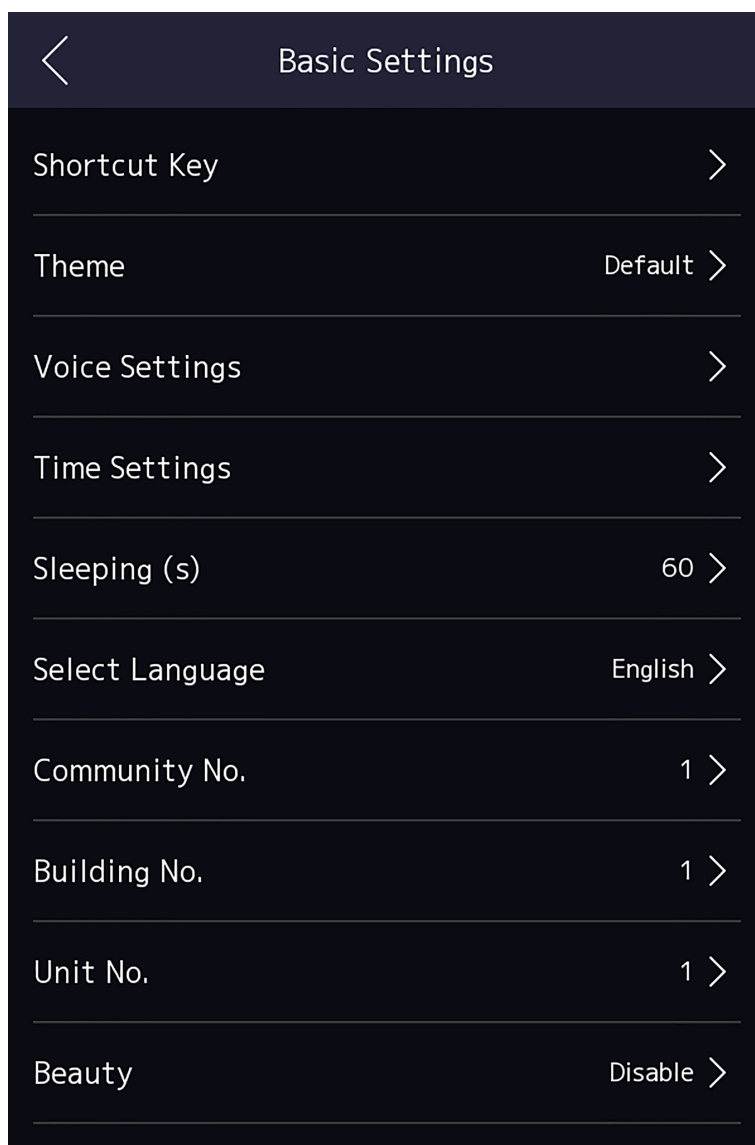 Basic Settings
Shortcut Key
Theme Default
Voice Settings
Time Settings
Sleeping (s) 60
Select Language English
Community No. 1
Building No. 1
Unit No. 1
Beauty Disable